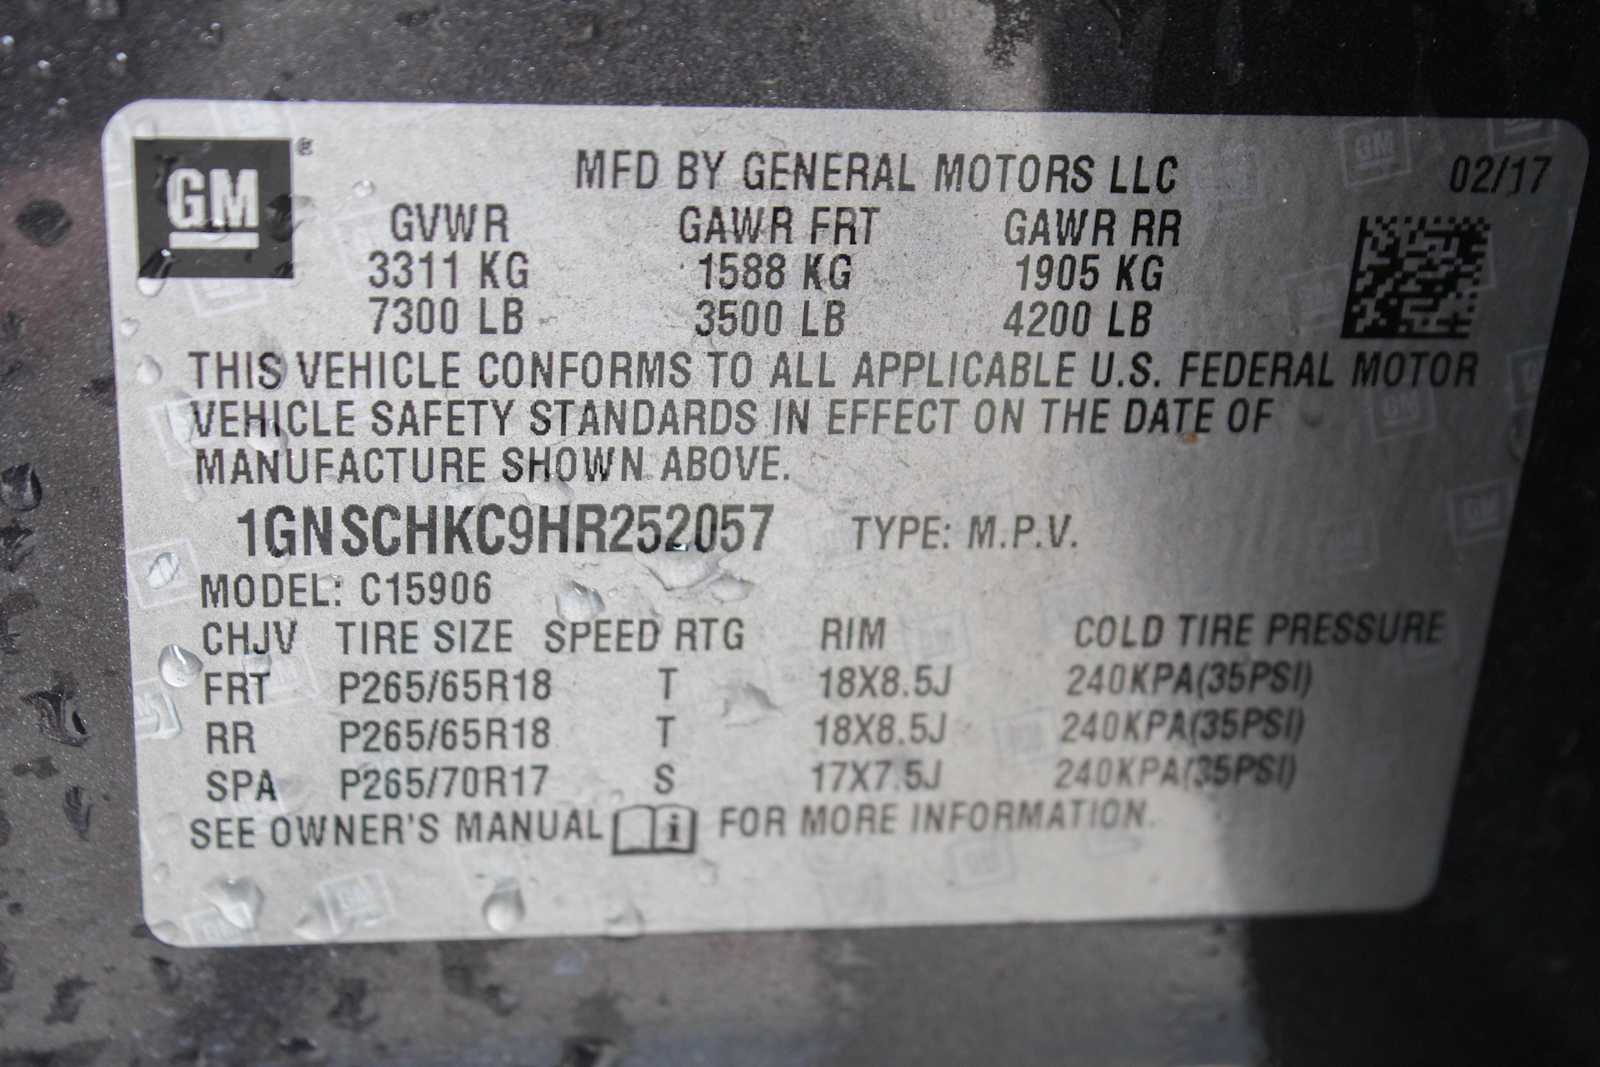 GM ®
MFD BY GENERAL MOTORS LLC 02/17
GVWR GAWR FRT GAWR RR
3311 KG 1588 KG 1905 KG
7300 LB 3500 LB 4200 LB
THIS VEHICLE CONFORMS TO ALL APPLICABLE U.S. FEDERAL MOTOR
VEHICLE SAFETY STANDARDS IN EFFECT ON THE DATE OF
MANUFACTURE SHOWN ABOVE.
1GNSCHKC9HR252057 TYPE: M.P.V.
MODEL: C15906
CHJV TIRE SIZE SPEED RTG RIM COLD TIRE PRESSURE
FRT P265/65R18 T 18X8.5J 240KPA(35PSI)
RR P265/65R18 T 18X8.5J 240KPA(35PSI)
SPA P265/70R17 S 17X7.5J 240KPA(35PSI)
SEE OWNER'S MANUAL i FOR MORE INFORMATION.